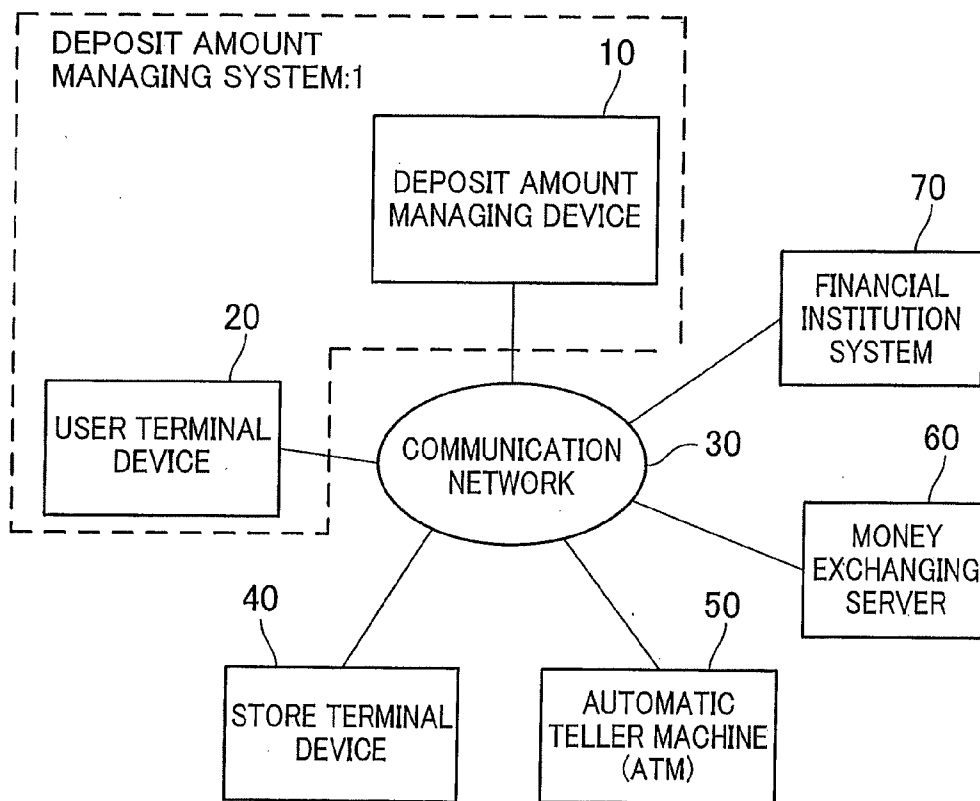 DEPOSIT AMOUNT
MANAGING SYSTEM:1
10
DEPOSIT AMOUNT
MANAGING DEVICE
70
FINANCIAL
INSTITUTION
SYSTEM
20
USER TERMINAL
DEVICE
COMMUNICATION
NETWORK
30
60
MONEY
EXCHANGING
SERVER
40
STORE TERMINAL
DEVICE
50
AUTOMATIC
TELLER MACHINE
(ATM)